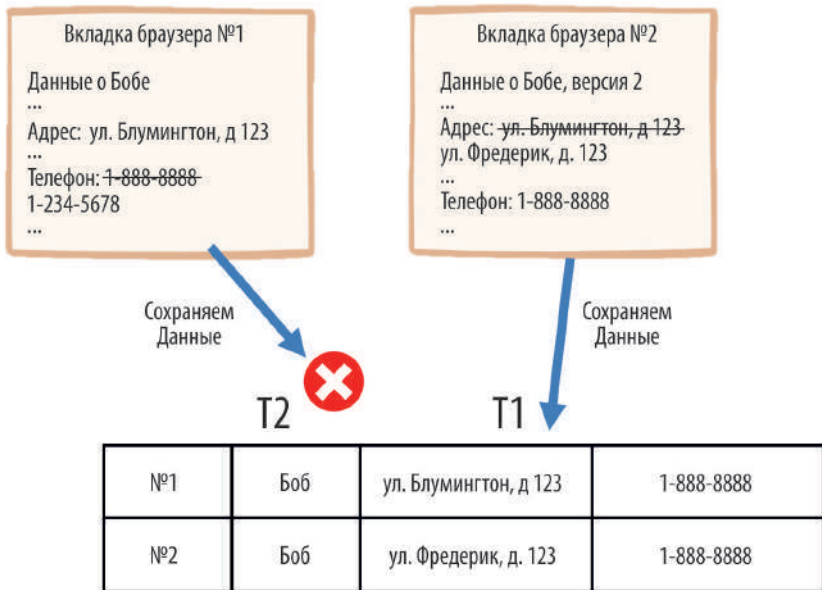 Вкладка браузера №1
Данные о Бобе
...
Адрес: ул. Блумингтон, д 123
...
Телефон: 1-888-8888
1-234-5678
...
Вкладка браузера №2
Данные о Бобе, версия 2
...
Адрес: ул. Блумингтон, д 123
ул. Фредерик, д. 123
...
Телефон: 1-888-8888
...
Сохраняем
Данные
Сохраняем
Данные
T2
T1
№1 Боб ул. Блумингтон, д 123 1-888-8888
№2 Боб ул. Фредерик, д. 123 1-888-8888